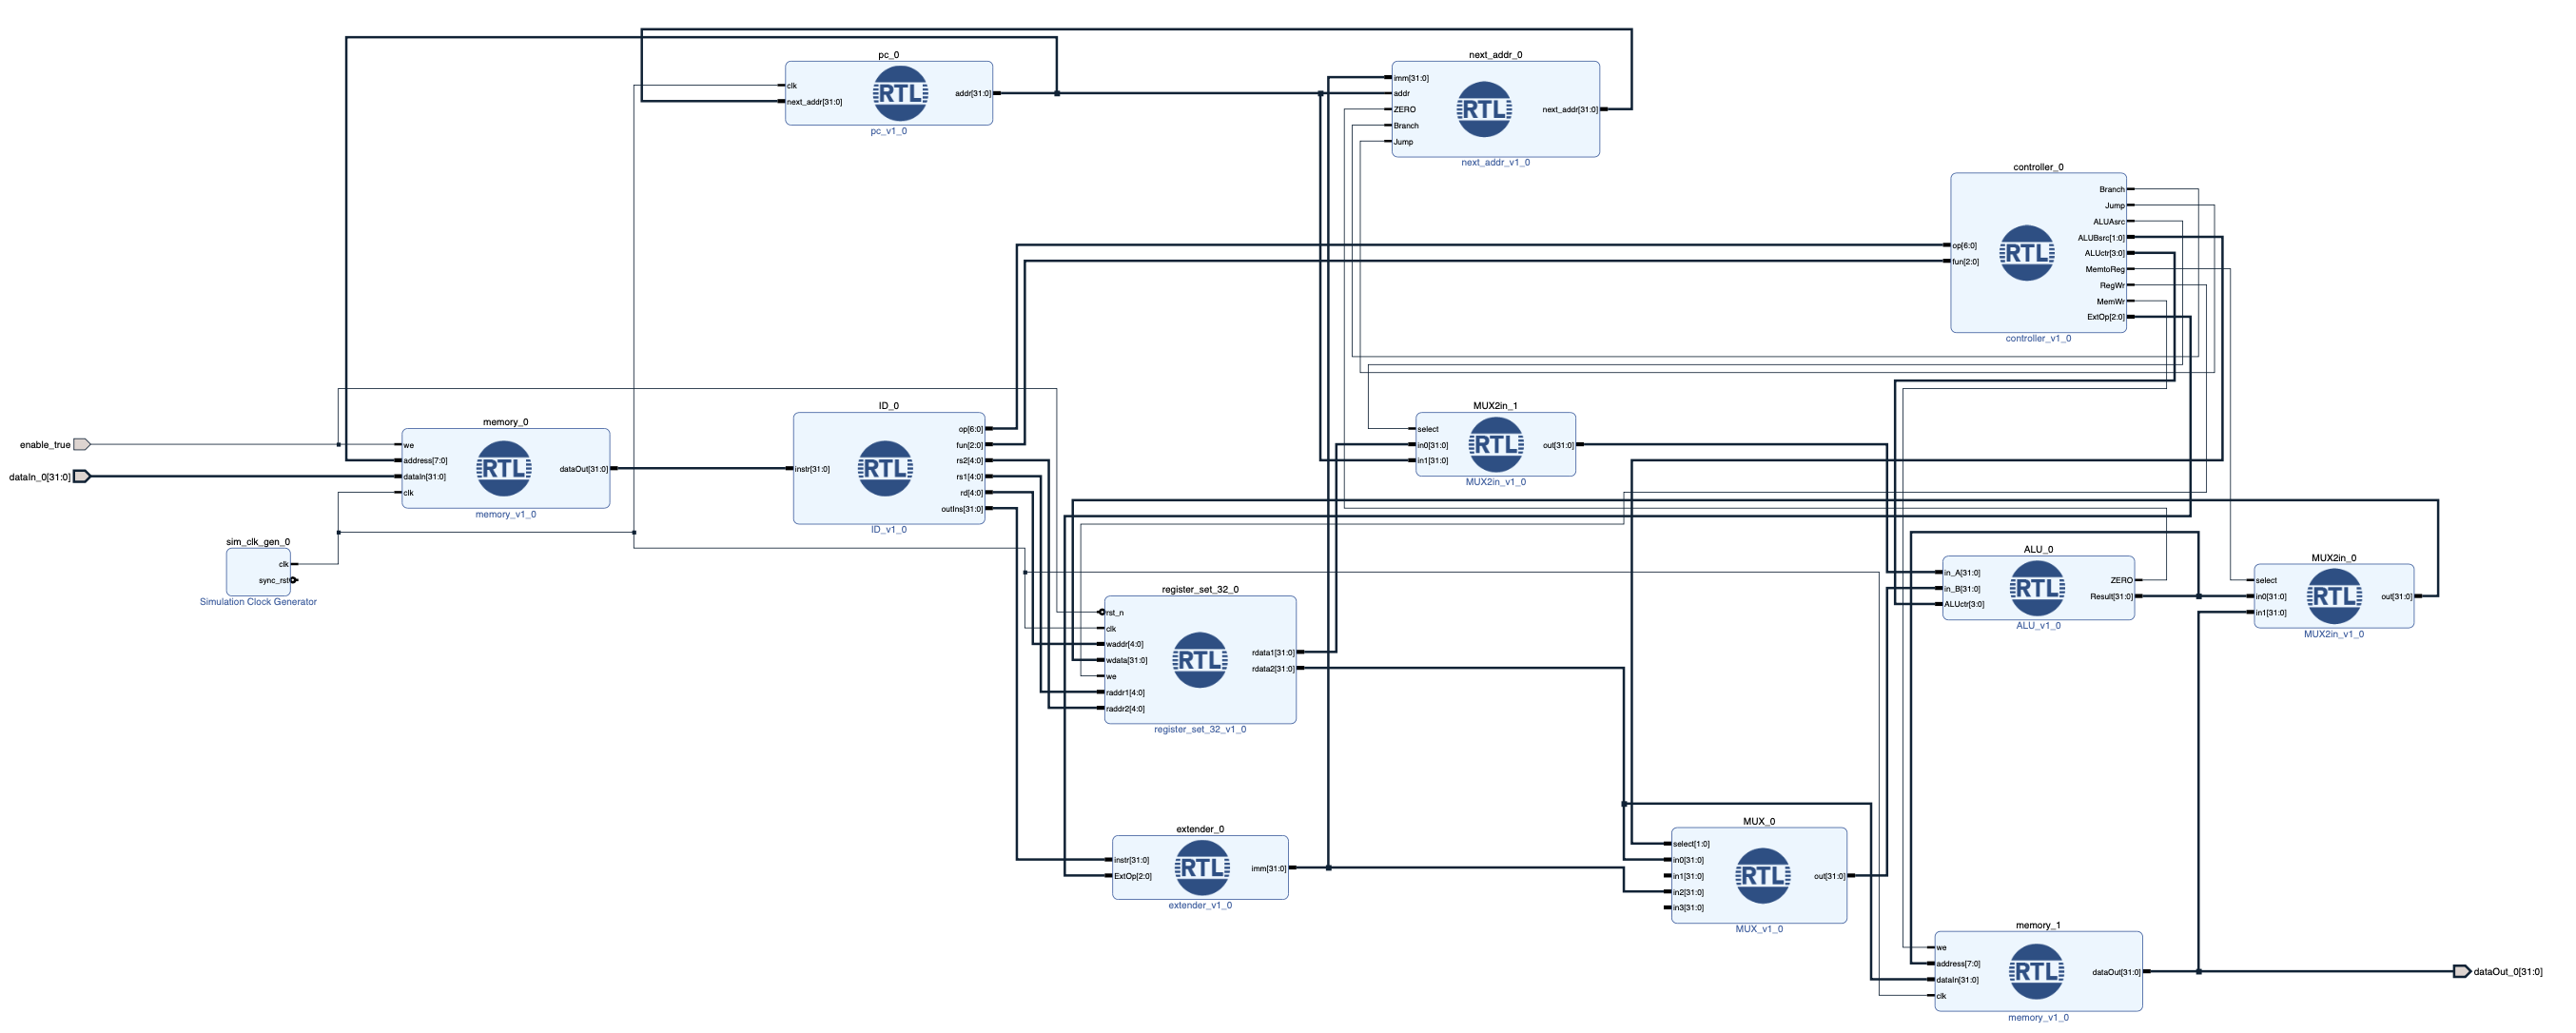 pc_0
clk
next_addr[31:0]
addr[31:0]
RTL
pc_v1_0
next_addr_0
imm[31:0]
addr
ZERO
Branch
Jump
next_addr[31:0]
RTL
next_addr_v1_0
controller_0
op[6:0]
fun[2:0]
RTL
Branch
Jump
ALUAsrc
ALUBsrc[1:0]
ALUctr[3:0]
MemtoReg
RegWr
MemWr
ExtOp[2:0]
controller_v1_0
enable_true
dataIn_0[31:0]
memory_0
we
address[7:0]
dataIn[31:0]
clk
RTL
dataOut[31:0]
memory_v1_0
ID_0
instr[31:0]
RTL
op[6:0]
fun[2:0]
rs2[4:0]
rs1[4:0]
rd[4:0]
outIns[31:0]
ID_v1_0
MUX2in_1
select
in0[31:0]
in1[31:0]
RTL
out[31:0]
MUX2in_v1_0
sim_clk_gen_0
clk
sync_rst
Simulation Clock Generator
register_set_32_0
rst_n
clk
waddr[4:0]
wdata[31:0]
we
raddr1[4:0]
raddr2[4:0]
RTL
rdata1[31:0]
rdata2[31:0]
register_set_32_v1_0
ALU_0
in_A[31:0]
in_B[31:0]
ALUctr[3:0]
RTL
ZERO
Result[31:0]
ALU_v1_0
MUX2in_0
select
in0[31:0]
in1[31:0]
RTL
out[31:0]
MUX2in_v1_0
extender_0
instr[31:0]
ExtOp[2:0]
RTL
imm[31:0]
extender_v1_0
MUX_0
select[1:0]
in0[31:0]
in1[31:0]
in2[31:0]
in3[31:0]
RTL
out[31:0]
MUX_v1_0
memory_1
we
address[7:0]
dataIn[31:0]
clk
RTL
dataOut[31:0]
memory_v1_0
dataOut_0[31:0]